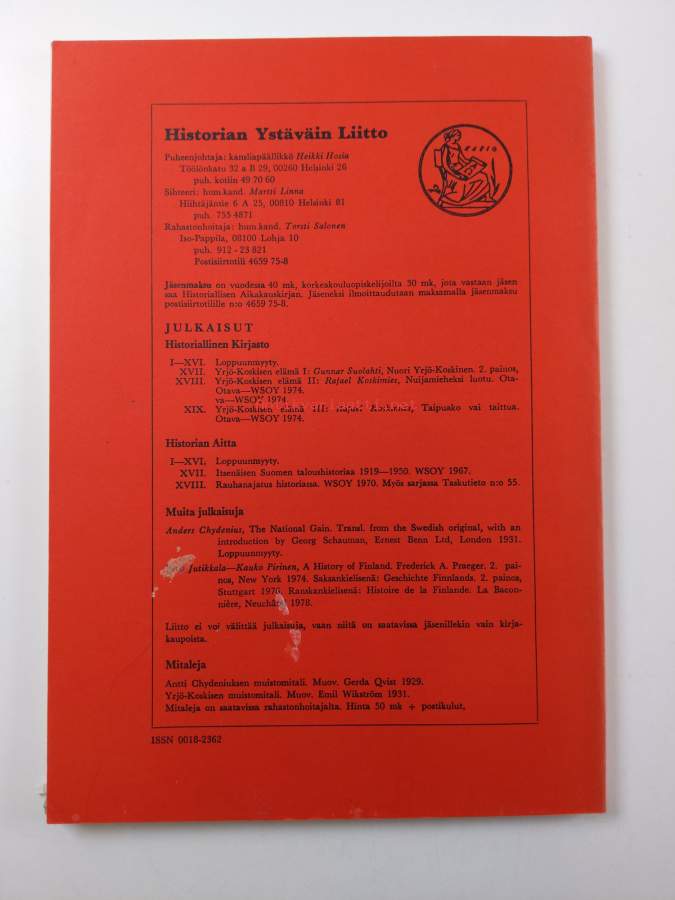 Historian Ystäväin Liitto
Puheenjohtaja: kansliapäällikkö Heikki Hosia
Töölönkatu 32 a B 29, 00260 Helsinki 26
puh. kotiin 49 70 60
Sihteeri: hum.kand. Martti Linna
Hiihtäjäntie 6 A 25, 00810 Helsinki 81
puh. 755 4871
Rahastonhoitaja: hum.kand. Torsti Salonen
Iso-Pappila, 08100 Lohja 10
puh. 912 - 23 821
Postisiirtotili 4659 75-8
Jäsenmaksu on vuodessa 40 mk, korkeakouluopiskelijoilta 30 mk, jota vastaan jäsen
saa Historiallisen Aikakauskirjan. Jäseneksi ilmoittaudutaan maksamalla jäsenmaksu
postisiirtotilille n:o 4659 75-8.
JULKAISUT
Historiallinen Kirjasto
I—XVI. Loppuunmyyty.
XVII. Yrjö-Koskisen elämä I: Gunnar Suolahti, Nuori Yrjö-Koskinen. 2. painos,
XVIII. Yrjö-Koskisen elämä II: Rafael Koskimies, Nuijamieheksi luotu. Ota-
Otava—WSOY 1974.
va—WSOY 1974.
XIX. Yrjö-Koskisen elämä III: Rafael Koskimies, Taipuako vai taittua.
Otava—WSOY 1974.
Historian Aitta
I—XVI. Loppuunmyyty.
XVII. Itsenäisen Suomen taloushistoriaa 1919—1950. WSOY 1967.
XVIII. Rauhanajatus historiassa. WSOY 1970. Myös sarjassa Taskutieto n:o 55.
Muita julkaisuja
Anders Chydenius, The National Gain. Transl. from the Swedish original, with an
introduction by Georg Schauman, Ernest Benn Ltd, London 1931.
Loppuunmyyty.
Jutikkala—Kauko Pirinen, A History of Finland. Frederick A. Praeger. 2. pai-
nos, New York 1974. Saksankielisenä: Geschichte Finnlands. 2. painos,
Stuttgart 1976. Ranskankielisenä: Histoire de la Finlande. La Bacon-
nière, Neuchâtel 1978.
Liitto ei voi välittää julkaisuja, vaan niitä on saatavissa jäsenillekin vain kirja-
kaupoista.
Mitaleja
Antti Chydeniuksen muistomitali. Muov. Gerda Qvist 1929.
Yrjö-Koskisen muistomitali. Muov. Emil Wikström 1931.
Mitaleja on saatavissa rahastonhoitajalta. Hinta 50 mk + postikulut.
ISSN 0018-2362